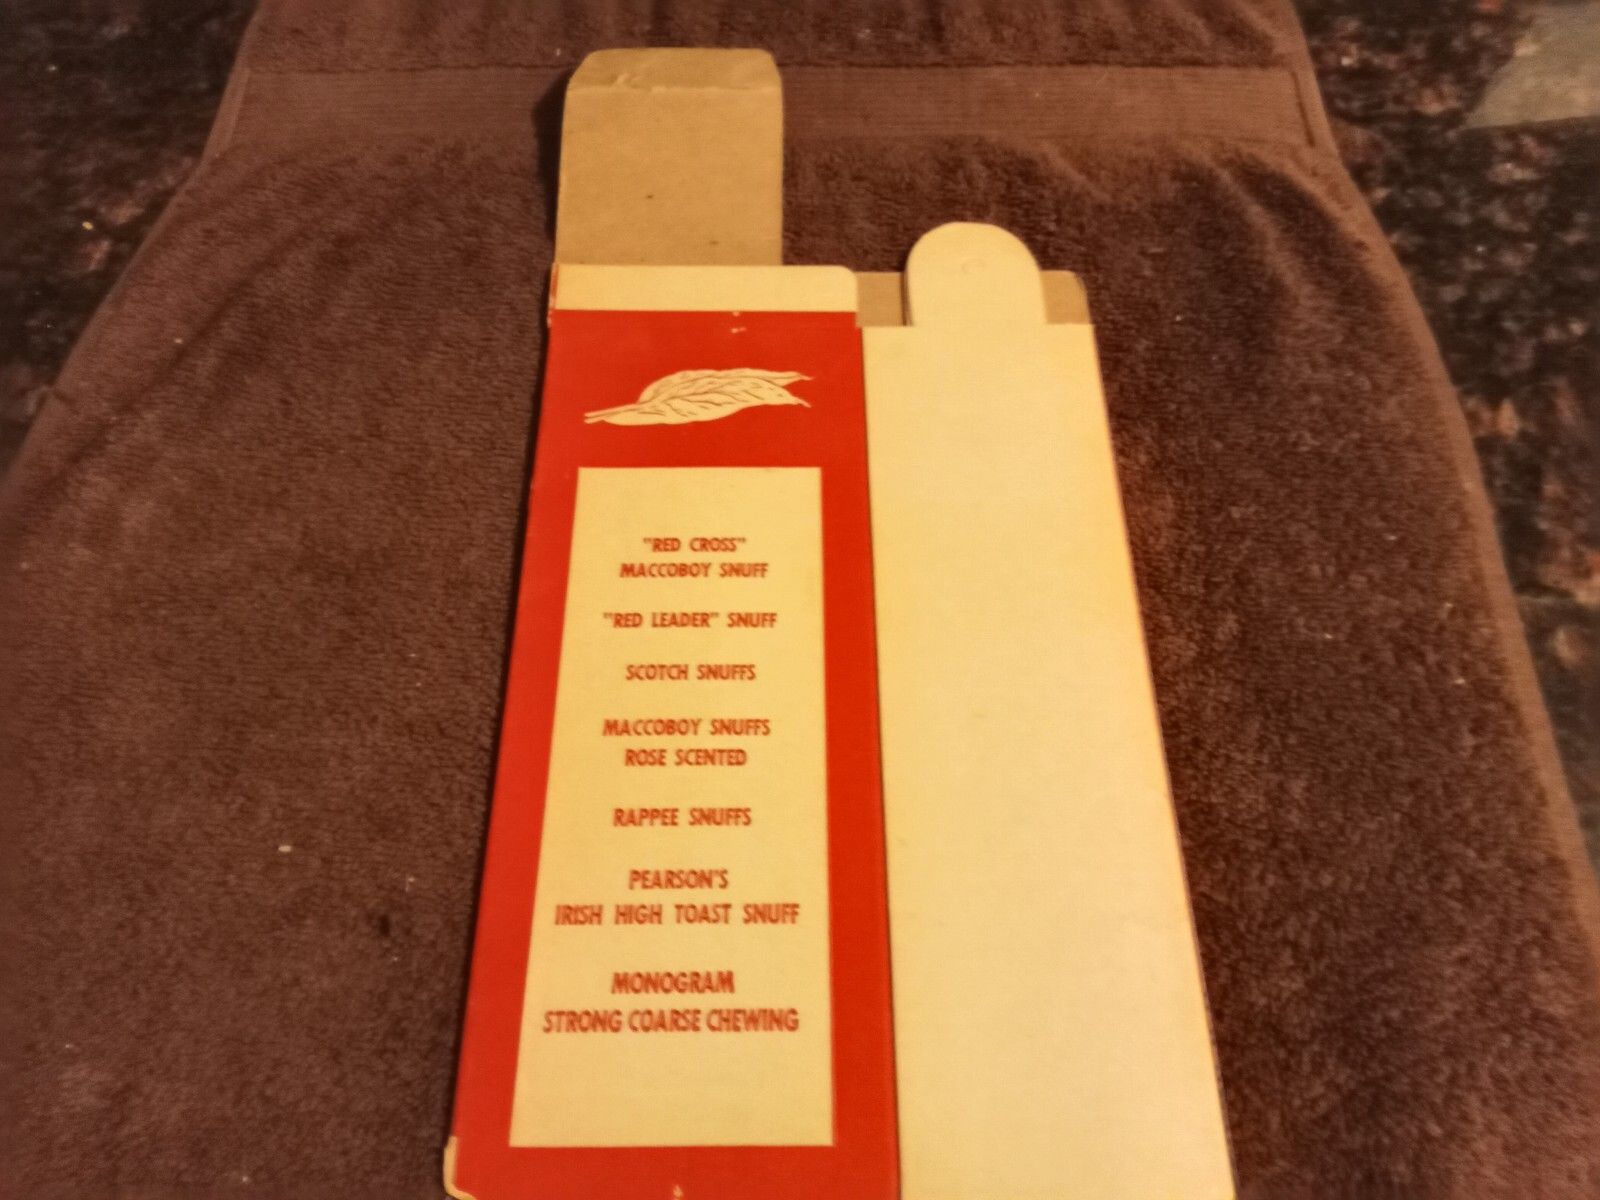 "RED CROSS"
MACCOBOY SNUFF
"RED LEADER" SNUFF
SCOTCH SNUFFS
MACCOBOY SNUFFS
ROSE SCENTED
RAPPEE SNUFFS
PEARSON'S
IRISH HIGH TOAST SNUFF
MONOGRAM
STRONG COARSE CHEWING